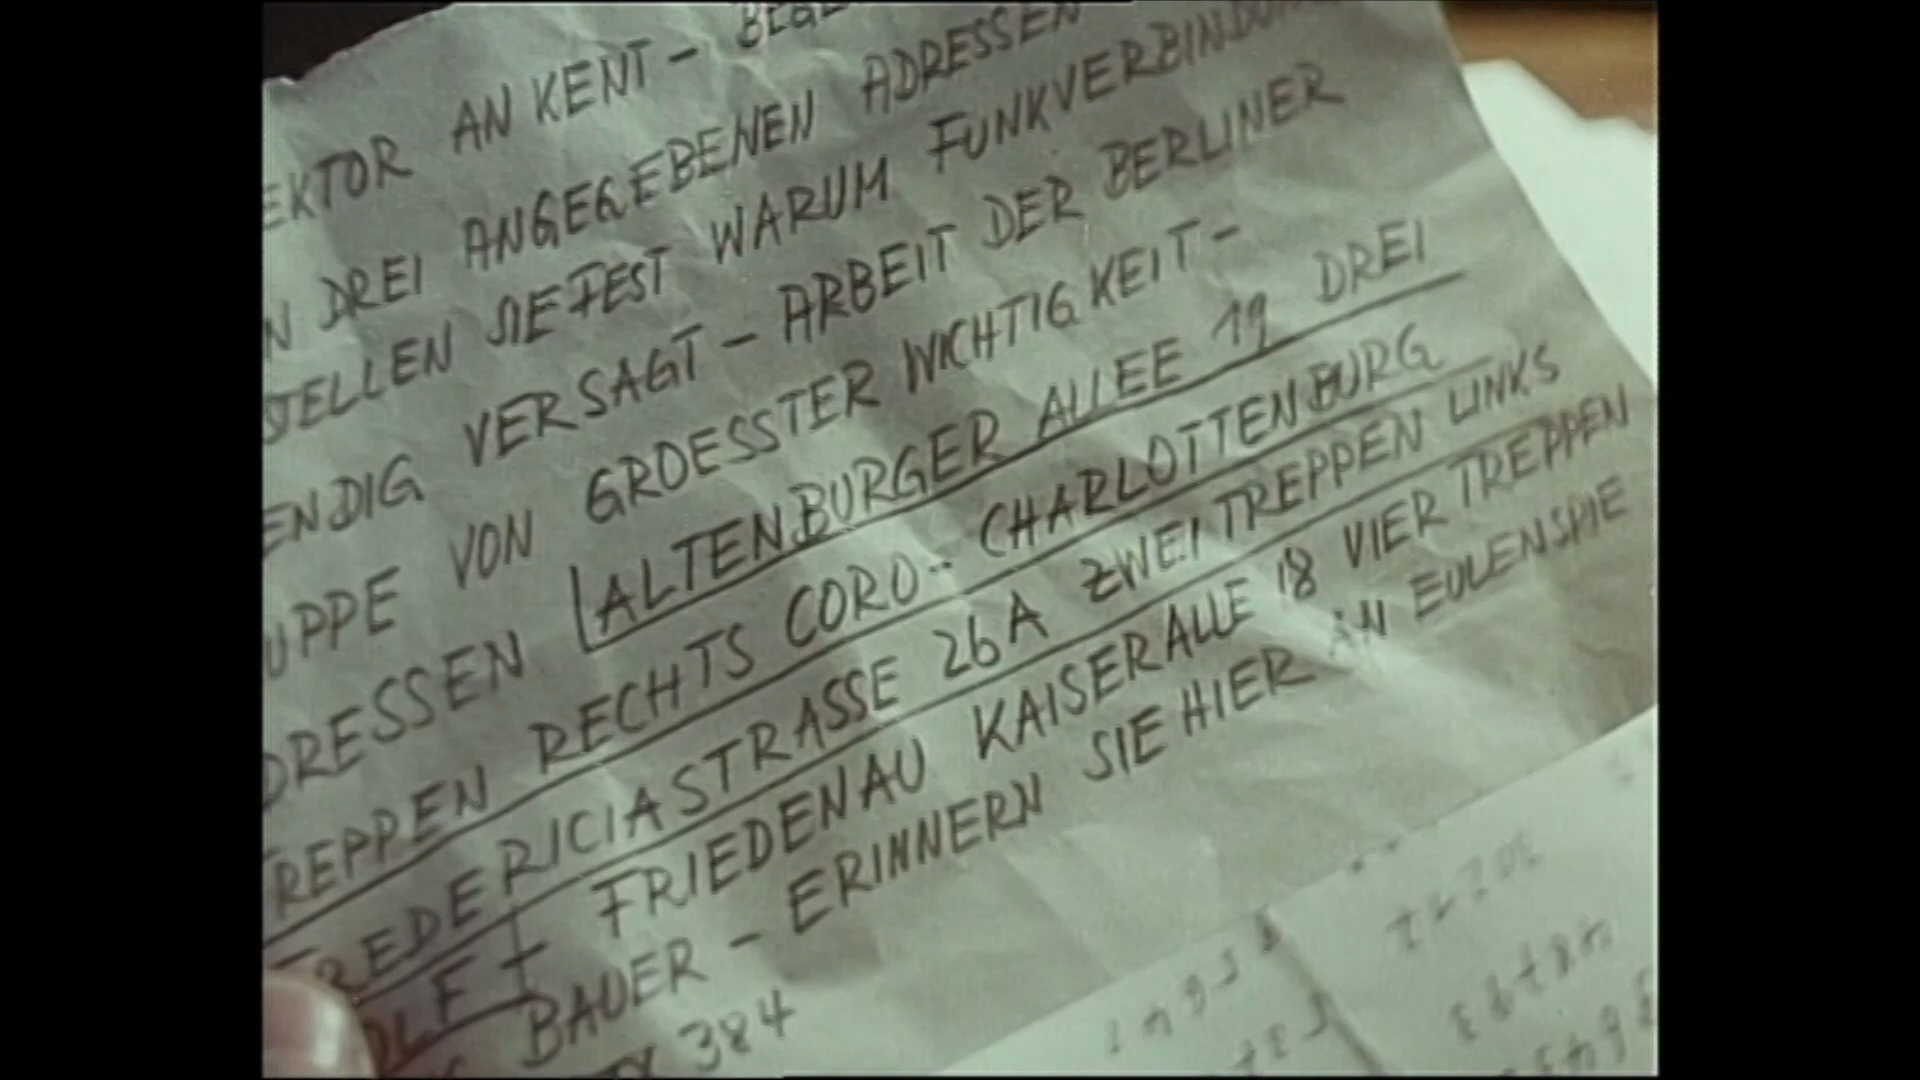 EKTOR AN KENT -
N DREI ANGEGEBENEN ADRESSEN
STELLEN SIE FEST WARUM FUNKVERBINDUN
ENDIG VERSAGT - ARBEIT DER BERLINER
UPPE VON GROESSTER WICHTIGKEIT -
DRESSEN ALTENBURGER ALLEE 19 DREI
TREPPEN RECHTS CORO - CHARLOTTENBURG
FREDERICIASTRASSE 26A ZWEI TREPPEN LINKS
OLF - FRIEDENAU KAISERALLE 18 VIER TREPPEN
BAUER - ERINNERN SIE HIER AN EULENSPIE
384